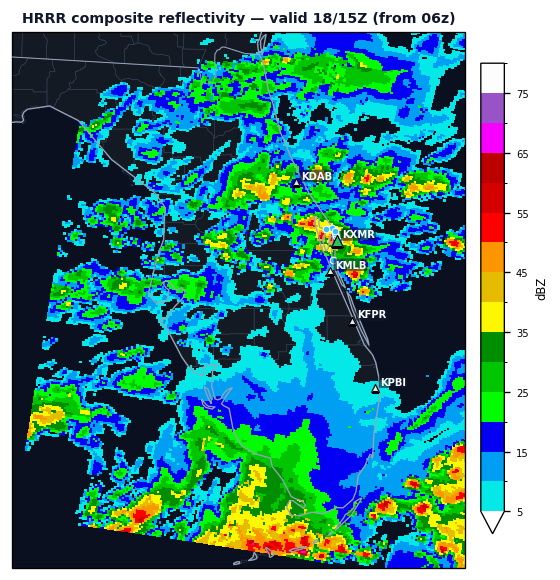 HRRR composite reflectivity — valid 18/15Z (from 06z)
KDAB
KXMR
KMLB
KFPR
KPBI
75
65
55
45
35
25
15
5
dBZ